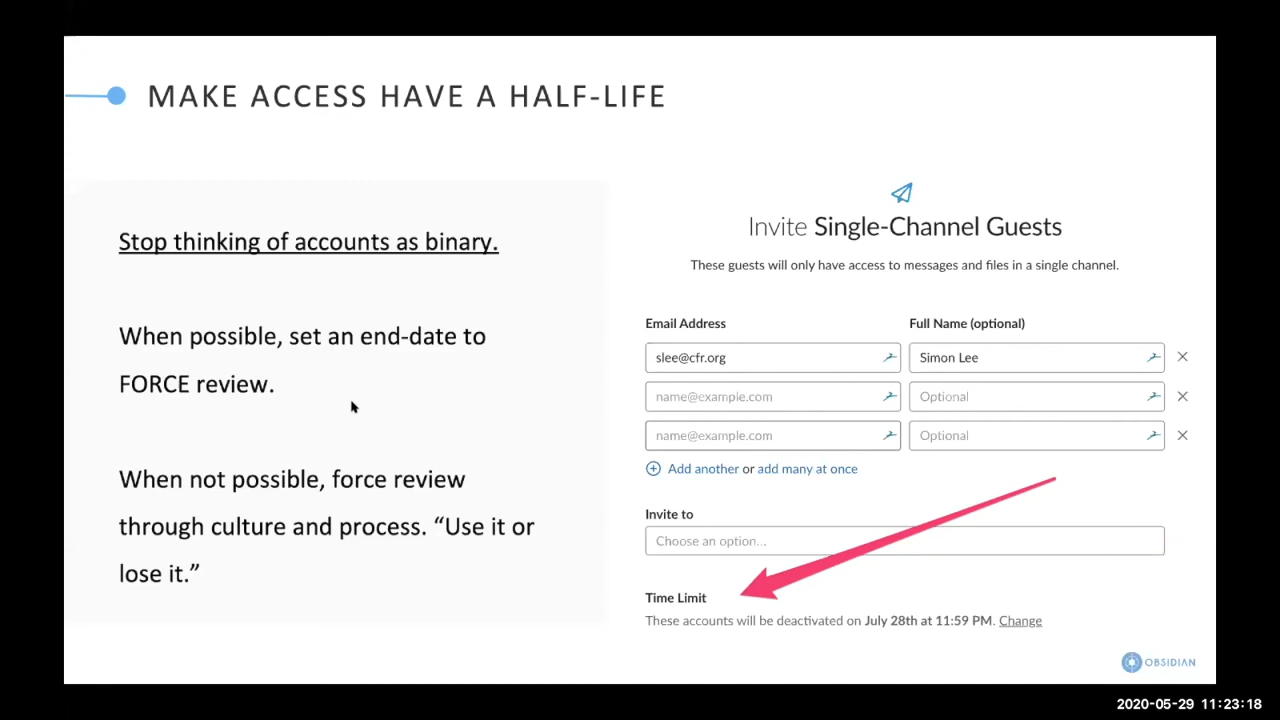 MAKE ACCESS HAVE A HALF-LIFE
Stop thinking of accounts as binary.
When possible, set an end-date to
FORCE review.
When not possible, force review
through culture and process. “Use it or
lose it.”
Invite Single-Channel Guests
These guests will only have access to messages and files in a single channel.
Email Address
Full Name (optional)
slee@cfr.org
Simon Lee
name@example.com
Optional
name@example.com
Optional
Add another or add many at once
Invite to
Choose an option...
Time Limit
These accounts will be deactivated on July 28th at 11:59 PM. Change
OBSIDIAN
2020-05-29 11:23:18